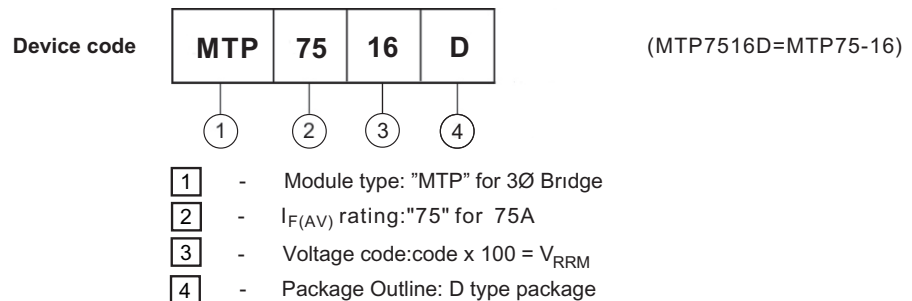 Device code MTP 75 16 D (MTP7516D=MTP75-16)
1 2 3 4
1 - Module type: ”MTP” for 3Ø Brıdge
2 - IF(AV) rating:"75" for 75A
3 - Voltage code:code x 100 = VRRM
4 - Package Outline: D type package